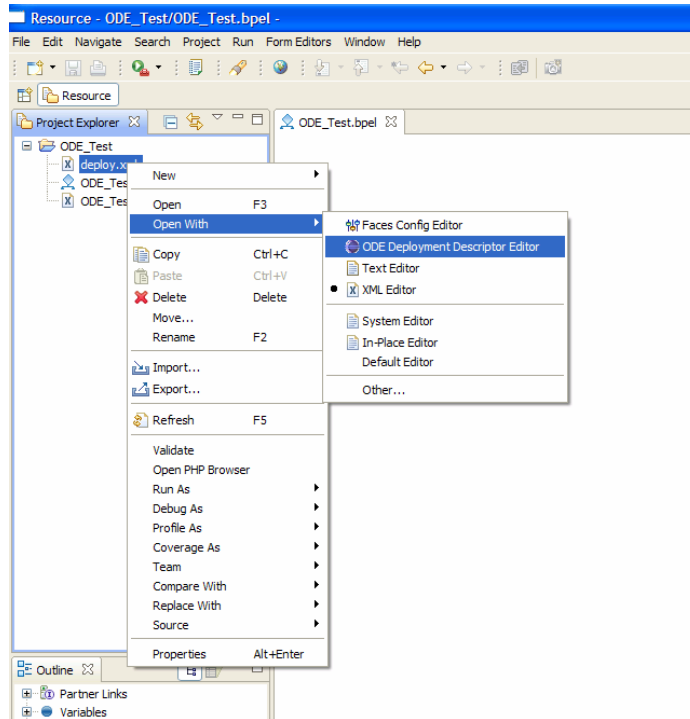 Resource - ODE_Test/ODE_Test.bpel -
File Edit Navigate Search Project Run Form Editors Window Help
Resource
Project Explorer
ODE_Test.bpel
ODE_Test
deploy.xml
ODE_Tes
ODE_Tes
New
Open F3
Open With
Copy Ctrl+C
Paste Ctrl+V
Delete Delete
Move...
Rename F2
Import...
Export...
Refresh F5
Validate
Open PHP Browser
Run As
Debug As
Profile As
Coverage As
Team
Compare With
Replace With
Source
Properties Alt+Enter
Faces Config Editor
ODE Deployment Descriptor Editor
Text Editor
XML Editor
System Editor
In-Place Editor
Default Editor
Other...
Outline
Partner Links
Variables